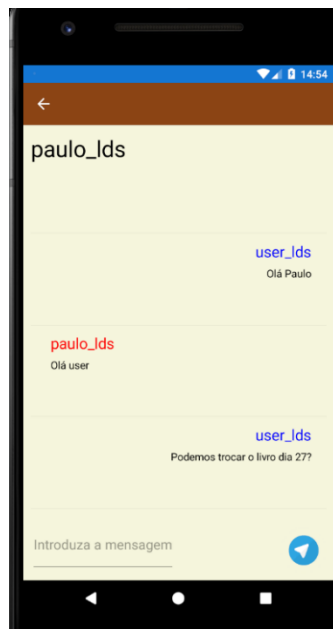 14:54
paulo_lds
user_lds
Olá Paulo
paulo_lds
Olá user
user_lds
Podemos trocar o livro dia 27?
Introduza a mensagem